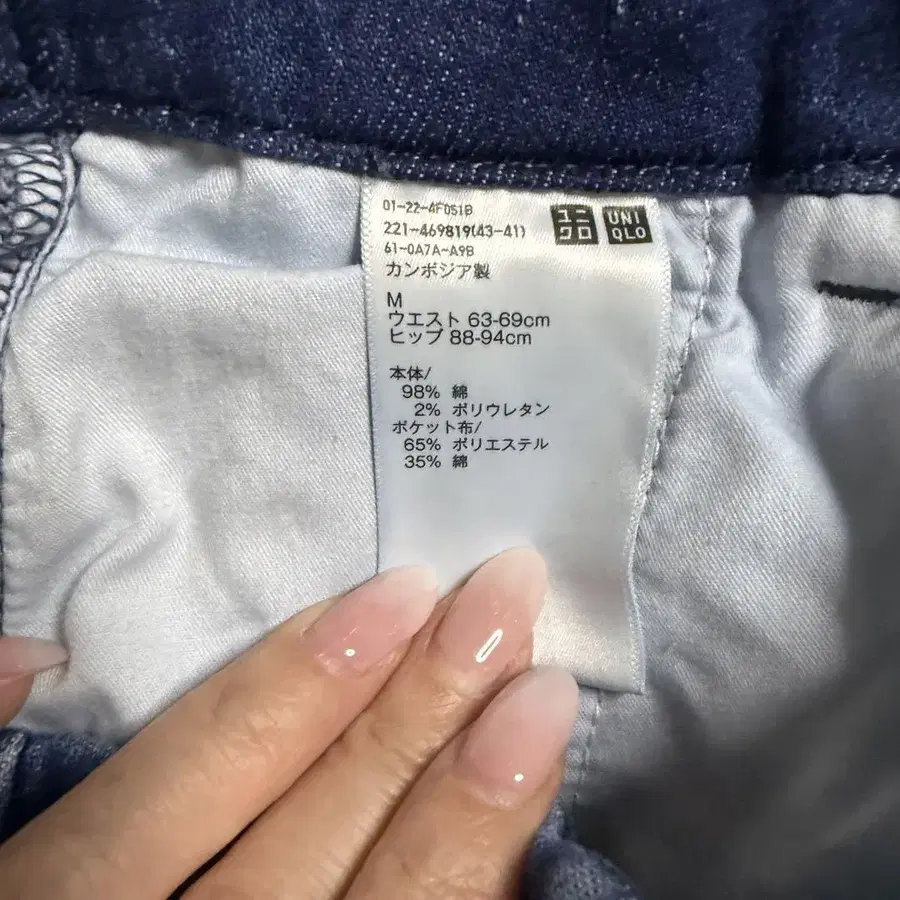 01-22-4F051B
221-469819(43-41)
61-0A7A-A9B
カンボジア製
ユニクロ
UNIQLO
M
ウエスト 63-69cm
ヒップ 88-94cm
本体/
98% 綿
2% ポリウレタン
ポケット布/
65% ポリエステル
35% 綿